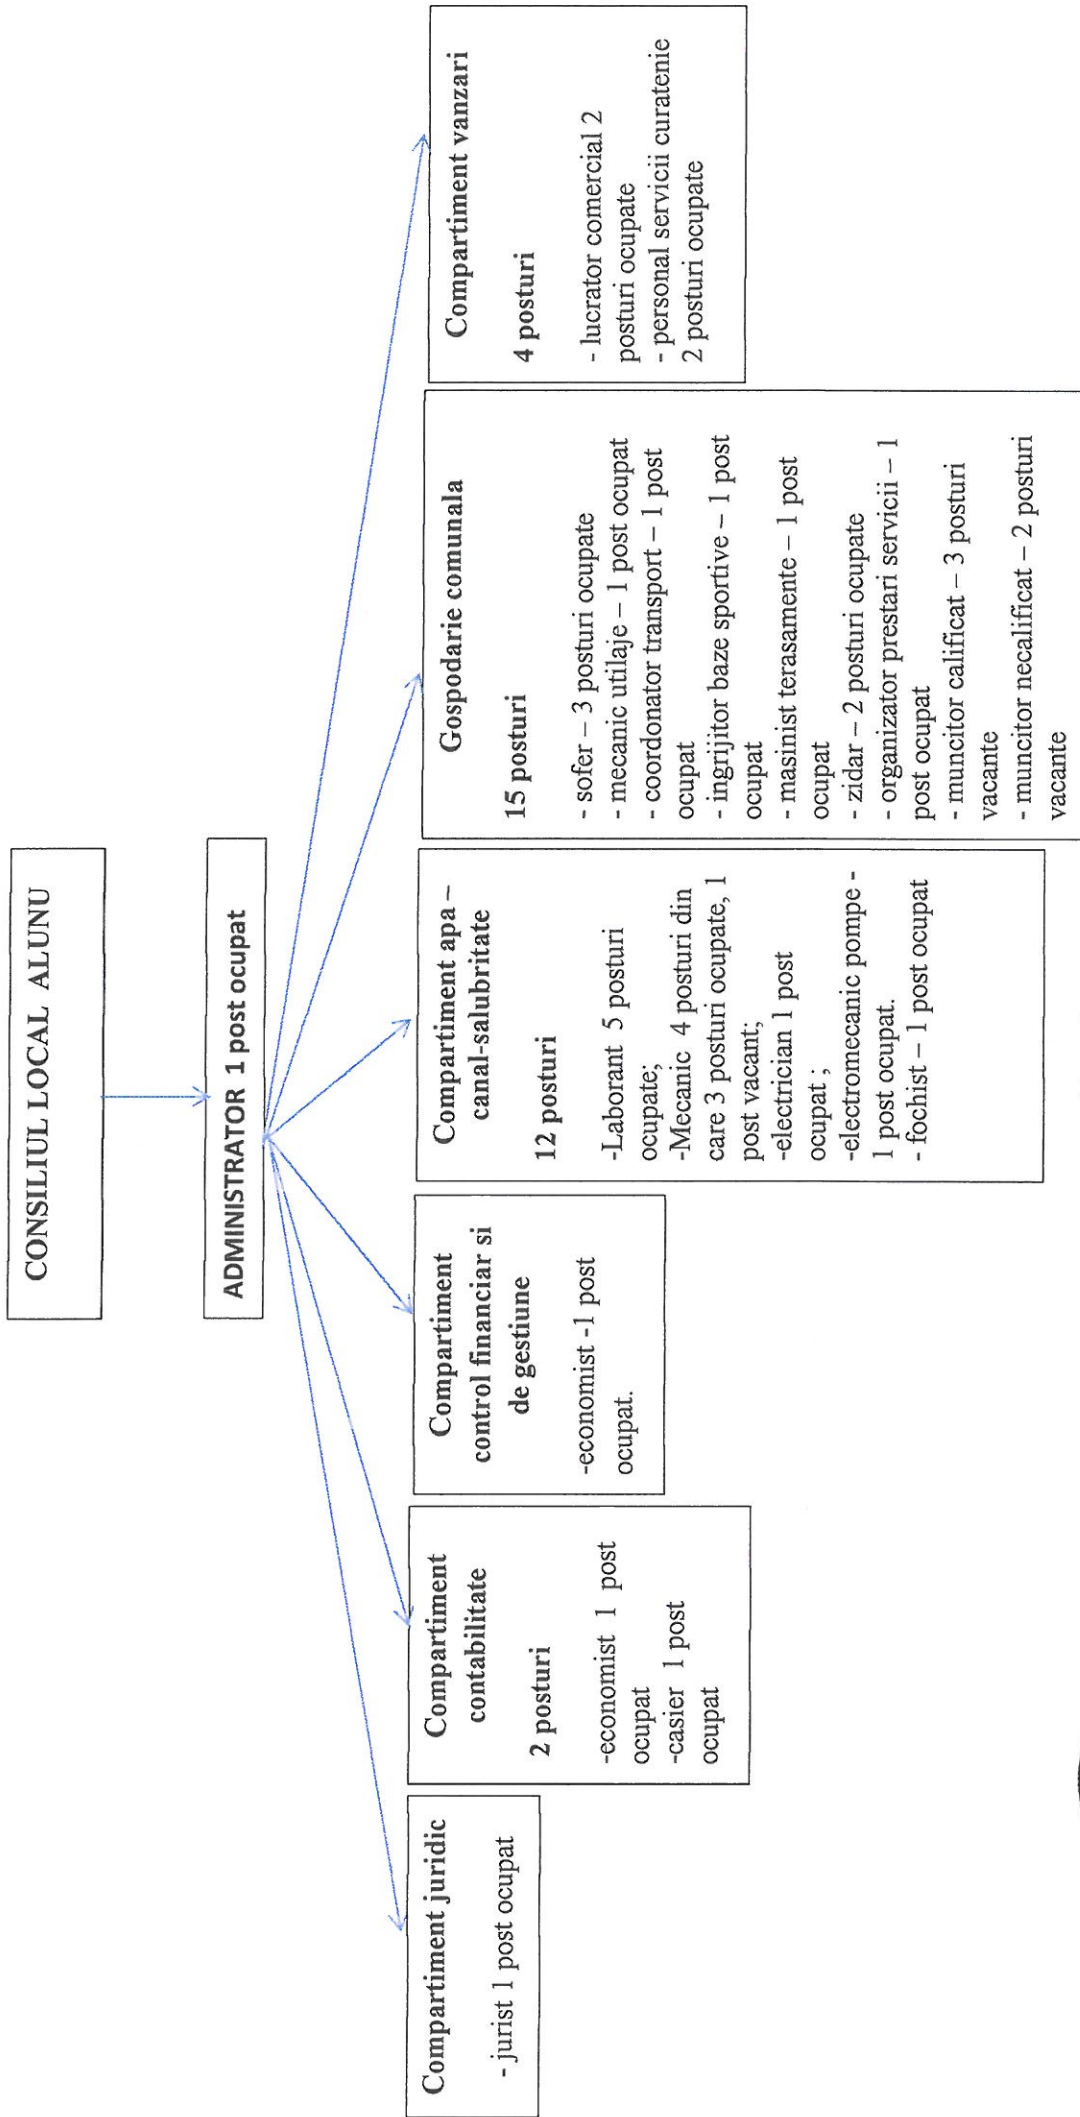 CONSILIUL LOCAL ALUNU
ADMINISTRATOR 1 post ocupat
Compartiment juridic
- jurist 1 post ocupat
Compartiment
contabilitate
2 posturi
-economist 1 post
ocupat
-casier 1 post
ocupat
Compartiment
control financiar si
de gestiune
-economist -1 post
ocupat.
Compartiment apa –
canal-salubritate
12 posturi
-Laborant 5 posturi
ocupate;
-Mecanic 4 posturi din
care 3 posturi ocupate, 1
post vacant;
-electrician 1 post
ocupat ;
-electromecanic pompe -
1 post ocupat.
- fochist – 1 post ocupat
Gospodarie comunala
15 posturi
- sofer – 3 posturi ocupate
- mecanic utilaje – 1 post ocupat
- coordonator transport – 1 post
ocupat
- ingrijitor baze sportive – 1 post
ocupat
- masinist terasamente – 1 post
ocupat
- zidar – 2 posturi ocupate
- organizator prestari servicii – 1
post ocupat
- muncitor calificat – 3 posturi
vacante
- muncitor necalificat – 2 posturi
vacante
Compartiment vanzari
4 posturi
- lucrator comercial 2
posturi ocupate
- personal servicii curatenie
2 posturi ocupate